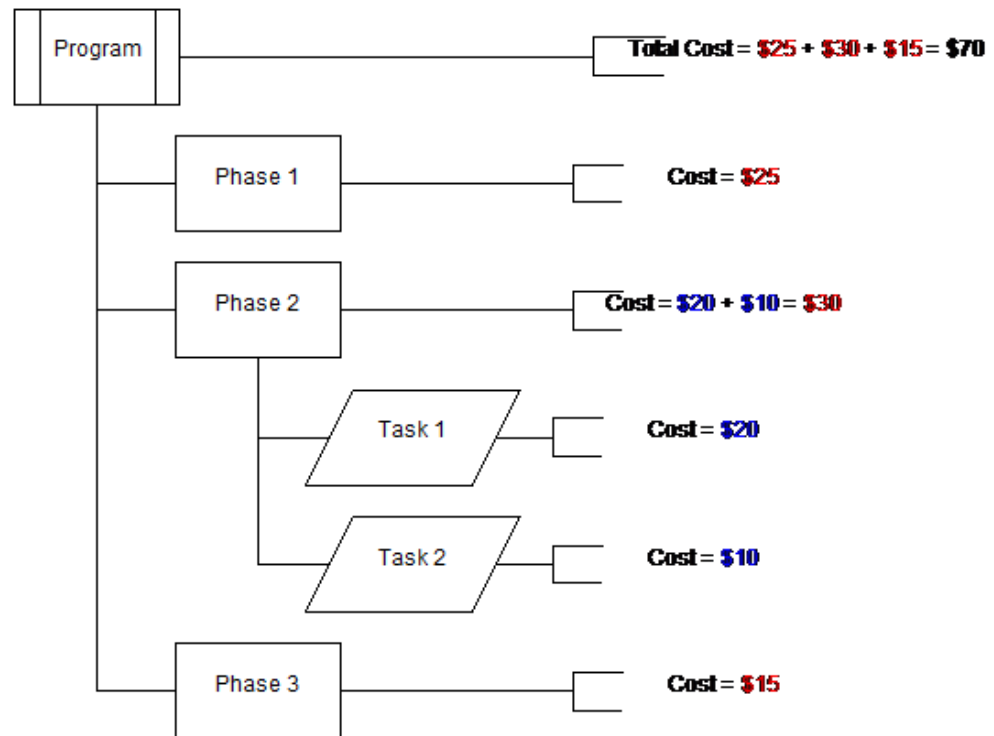 Program
Total Cost = $25 + $30 + $15 = $70
Phase 1
Cost = $25
Phase 2
Cost = $20 + $10 = $30
Task 1
Cost = $20
Task 2
Cost = $10
Phase 3
Cost = $15